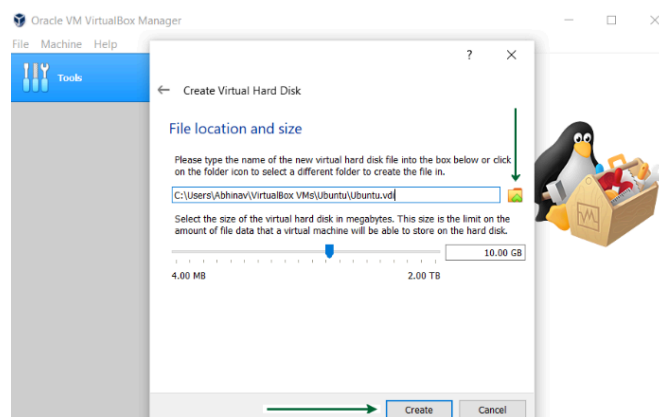 Oracle VM VirtualBox Manager
File Machine Help
Tools
?
Create Virtual Hard Disk
File location and size
Please type the name of the new virtual hard disk file into the box below or click
on the folder icon to select a different folder to create the file in.
C:\Users\Abhinav\VirtualBox VMs\Ubuntu\Ubuntu.vdi
Select the size of the virtual hard disk in megabytes. This size is the limit on the
amount of file data that a virtual machine will be able to store on the hard disk.
10.00 GB
4.00 MB 2.00 TB
Create Cancel